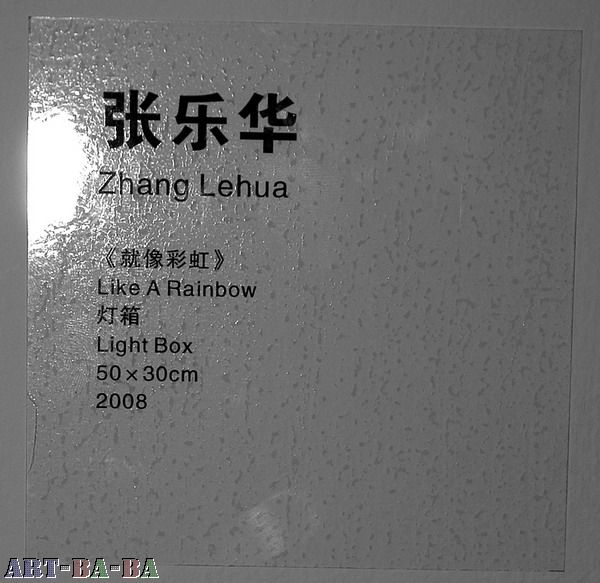 张乐华
Zhang Lehua
《就像彩虹》
Like A Rainbow
灯箱
Light Box
50×30cm
2008
ART-BA-BA